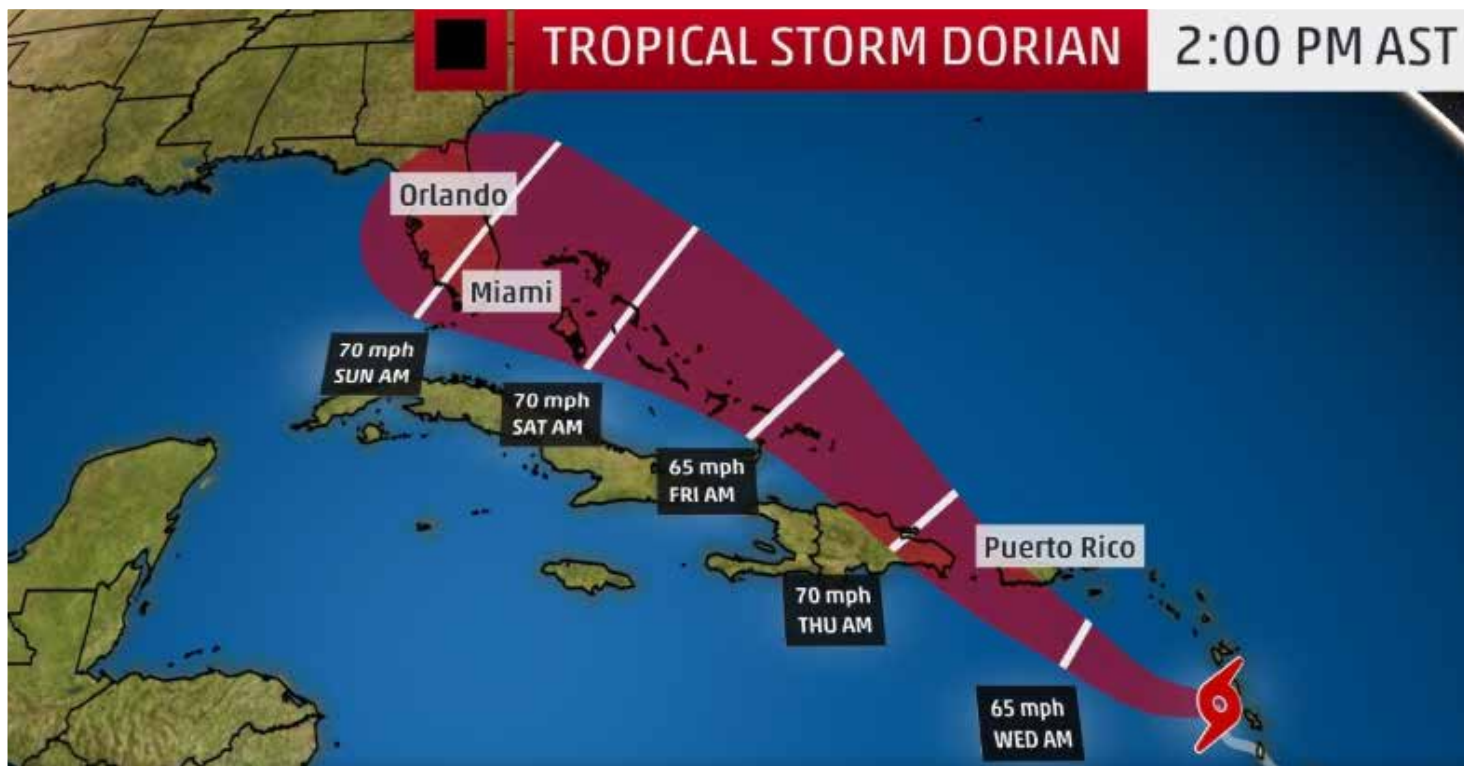 TROPICAL STORM DORIAN
2:00 PM AST
Orlando
Miami
70 mph
SUN AM
70 mph
SAT AM
65 mph
FRI AM
Puerto Rico
70 mph
THU AM
65 mph
WED AM